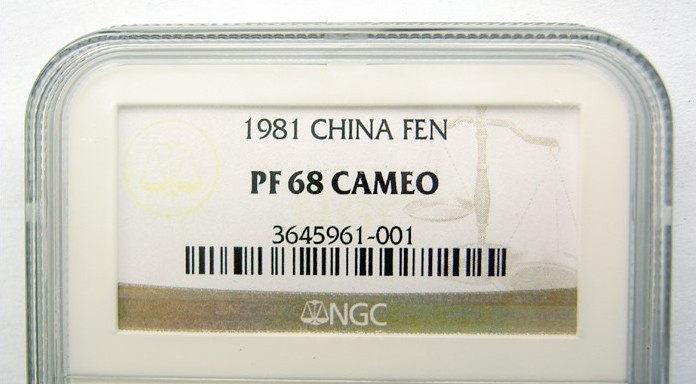 1981 CHINA FEN
PF 68 CAMEO
3645961-001
NGC